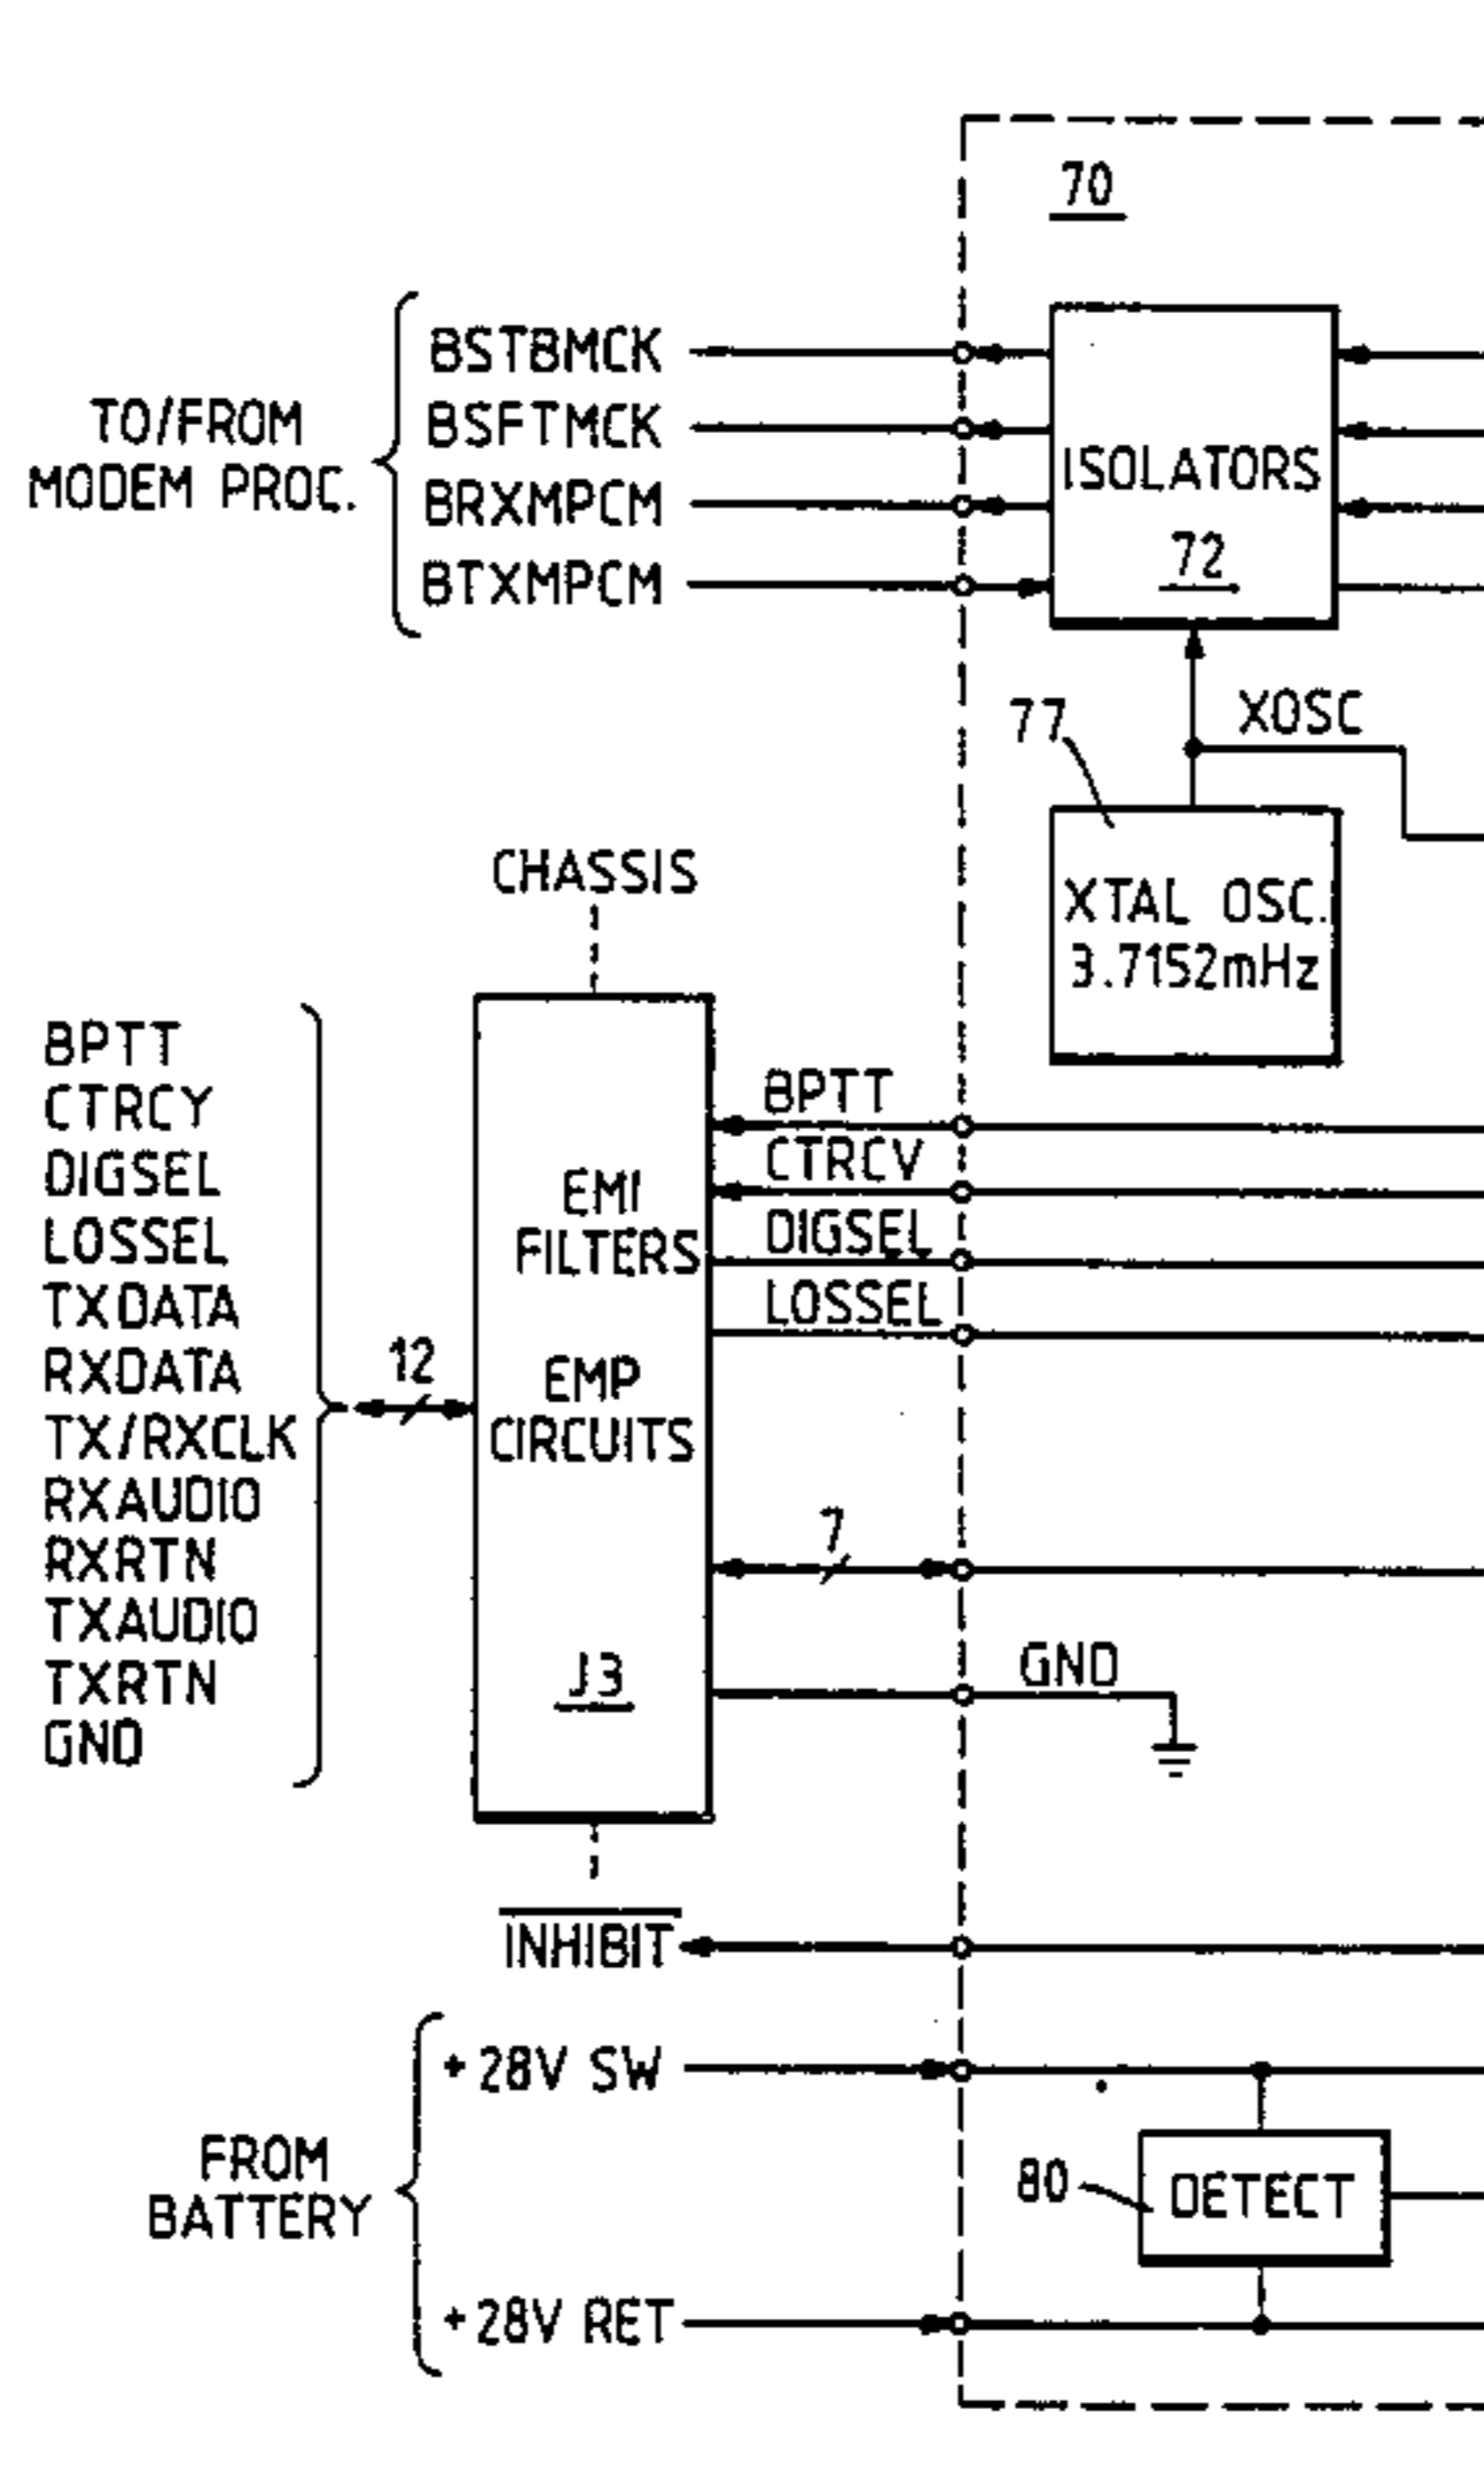 70
BST8MCK
BSFTMCK
BRXMPCM
BTXMPCM
TO/FROM
MODEM PROC.
ISOLATORS
72
77
XOSC
XTAL OSC.
3.7152mHz
CHASSIS
BPTT
CTRCY
DIGSEL
LOSSEL
TXDATA
RXDATA
TX/RXCLK
RXAUDIO
RXRTN
TXAUDIO
TXRTN
GND
12
EMI
FILTERS
EMP
CIRCUITS
J3
BPTT
CTRCV
DIGSEL
LOSSEL
7
GND
INHIBIT
+28V SW
FROM
BATTERY
80
DETECT
+28V RET